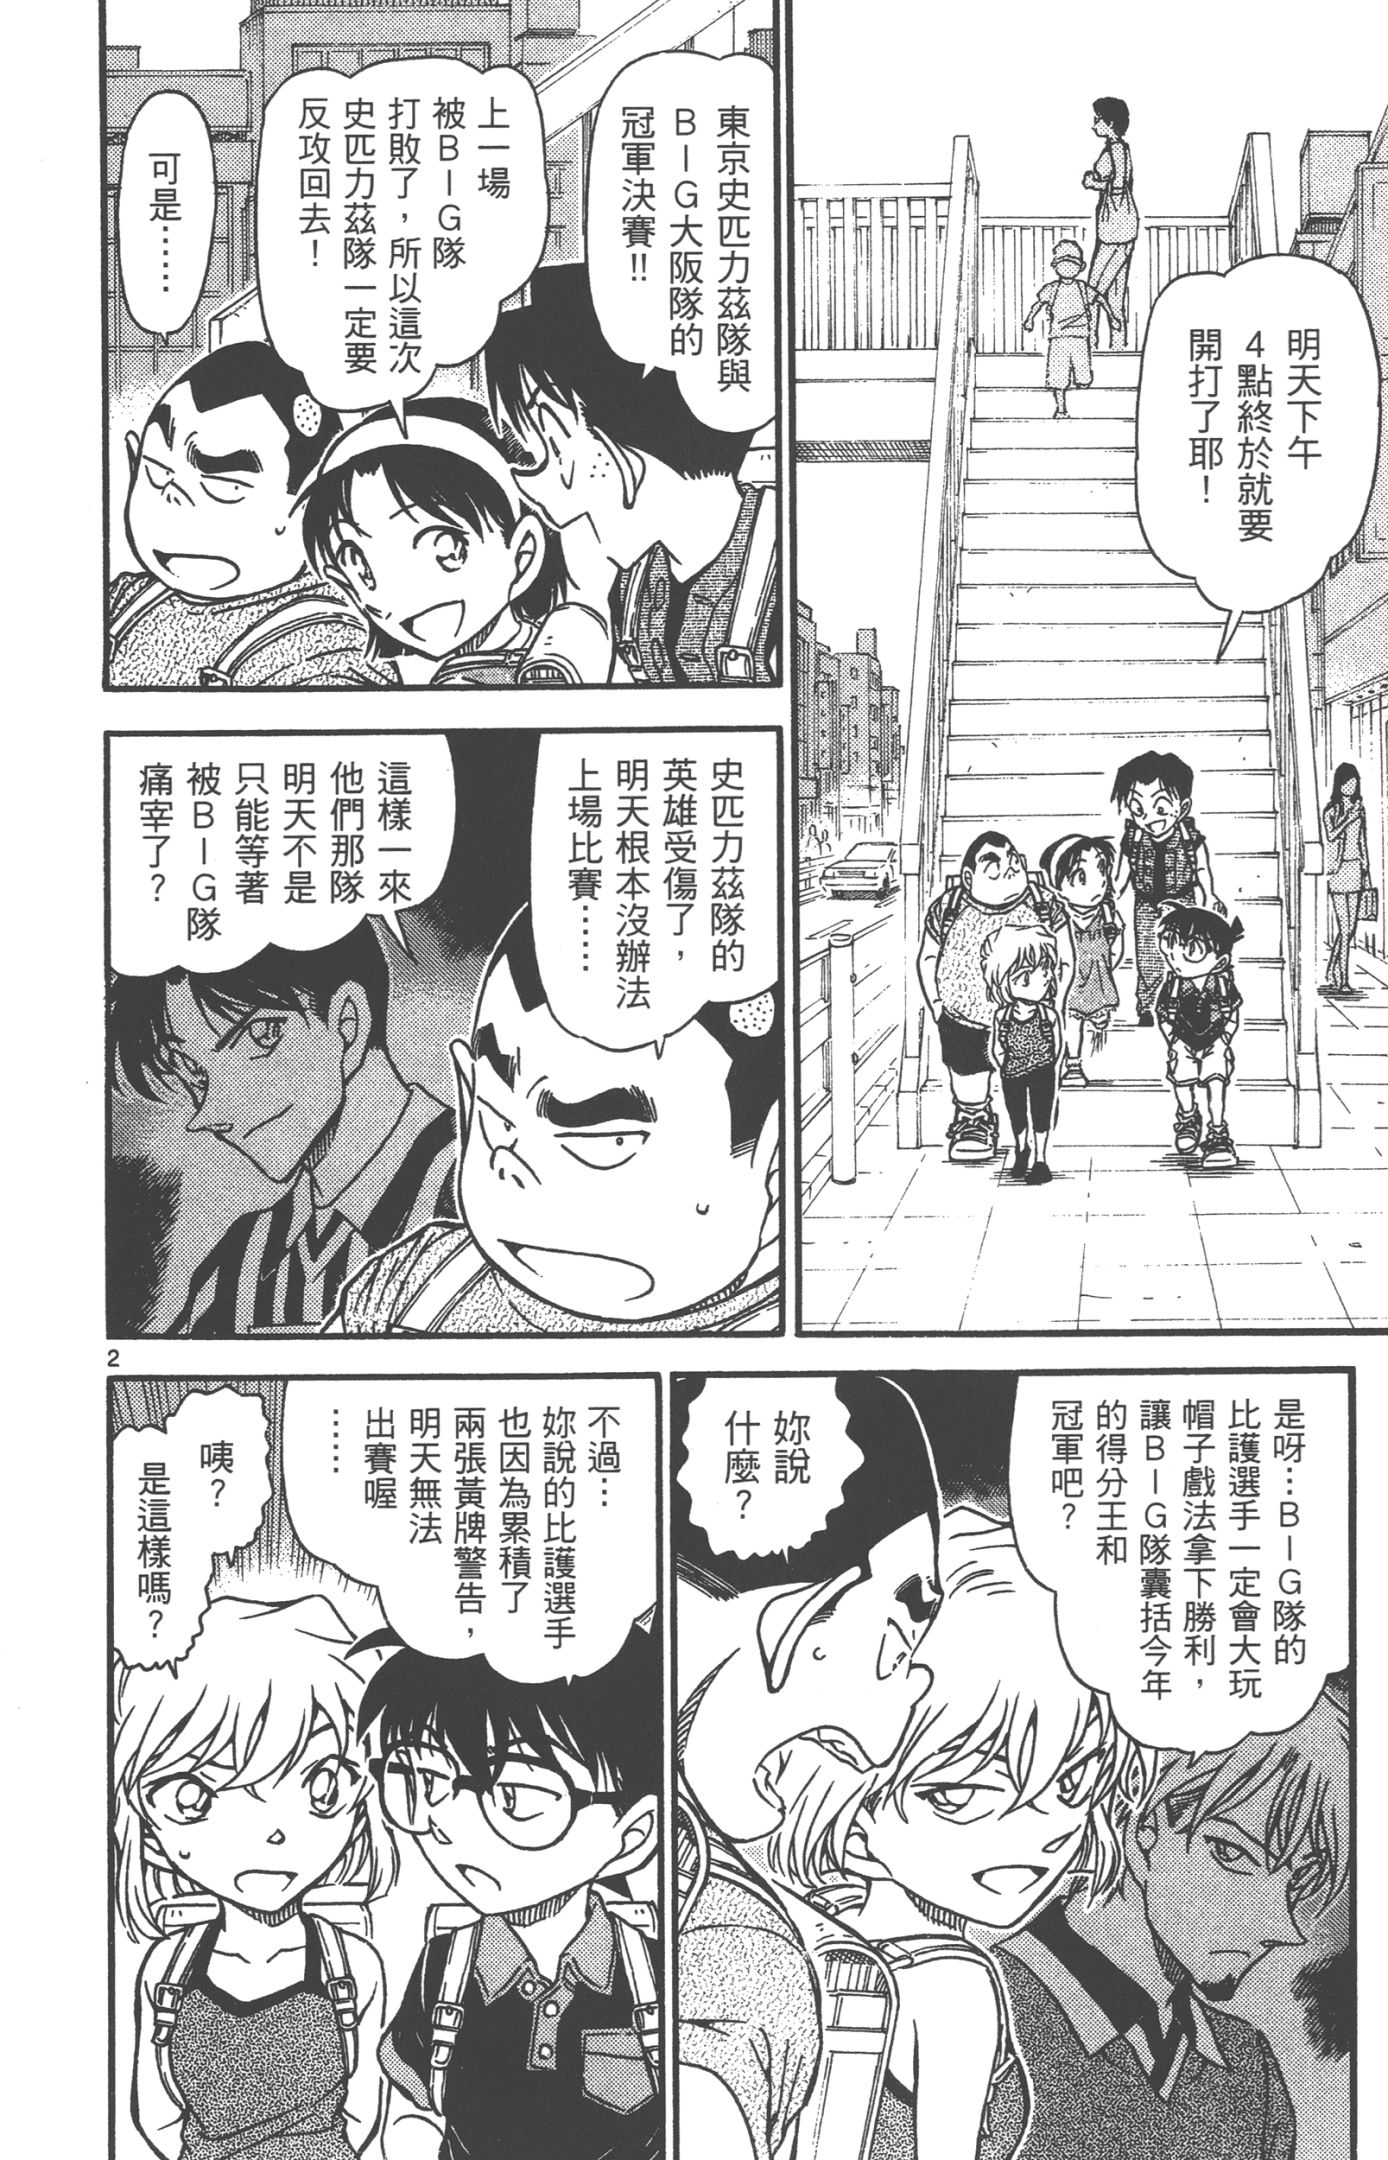 明天下午
4點終於就要
開打了耶！
東京史匹力茲隊與
BIG大阪隊的
冠軍決賽!!
上一場
被BIG隊
打敗了，所以這次
史匹力茲隊一定要
反攻回去！
可是……
史匹力茲隊的
英雄受傷了，
明天根本沒辦法
上場比賽……
這樣一來
他們那隊
明天不是
只能等著
被BIG隊
痛宰了？
2
是呀…BIG隊的
比護選手一定會大玩
帽子戲法拿下勝利，
讓BIG隊囊括今年
的得分王和
冠軍吧？
妳說
什麼？
不過…
妳說的比護選手
也因為累積了
兩張黃牌警告，
明天無法
出賽喔
……
咦？
是這樣嗎？